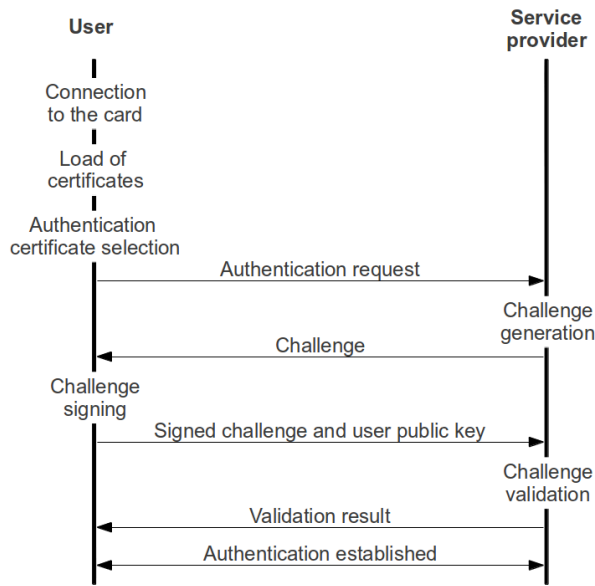 User
Service
provider
Connection
to the card
Load of
certificates
Authentication
certificate selection
Authentication request
Challenge
generation
Challenge
Challenge
signing
Signed challenge and user public key
Challenge
validation
Validation result
Authentication established